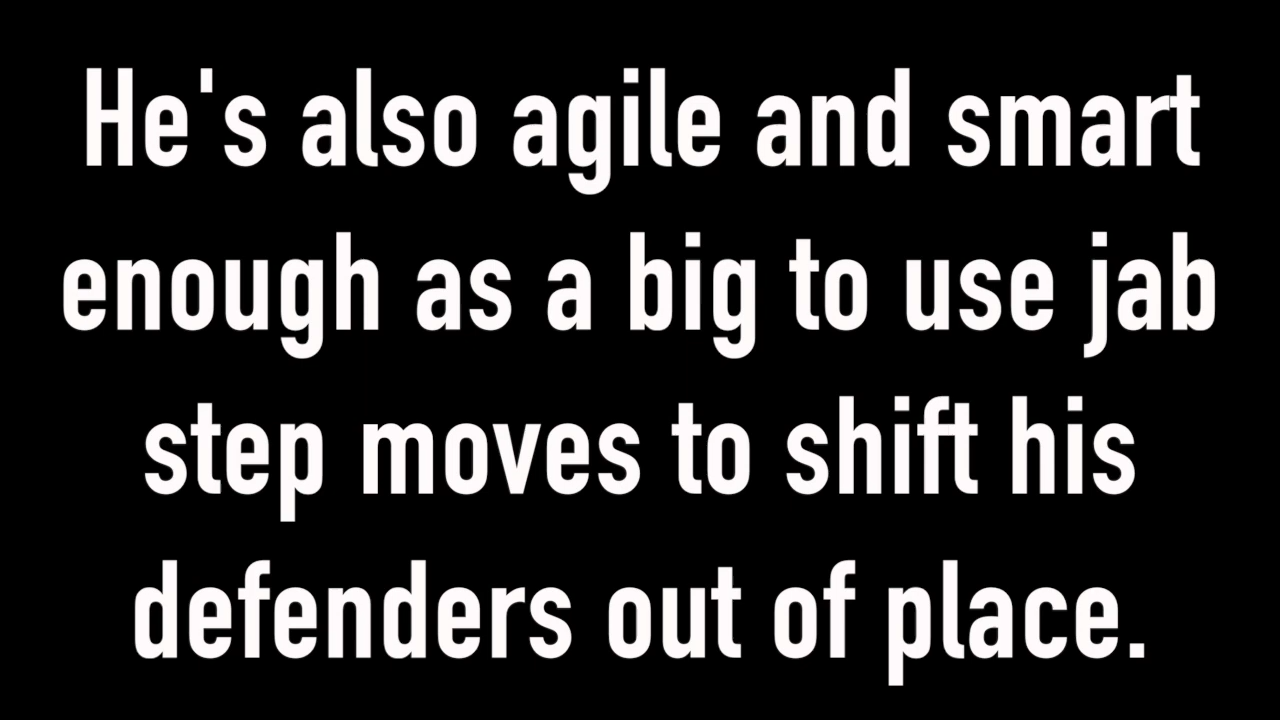 He's also agile and smart
enough as a big to use jab
step moves to shift his
defenders out of place.